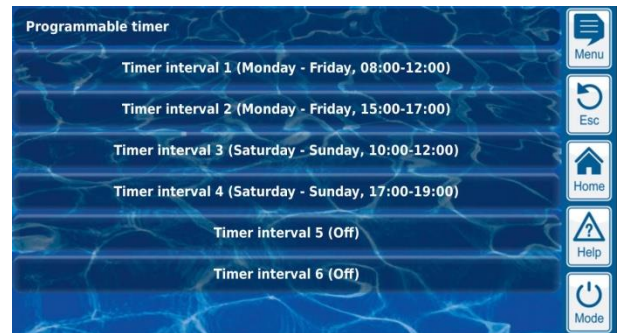 Programmable timer
Menu
Timer interval 1 (Monday - Friday, 08:00-12:00)
Timer interval 2 (Monday - Friday, 15:00-17:00)
Esc
Timer interval 3 (Saturday - Sunday, 10:00-12:00)
Timer interval 4 (Saturday - Sunday, 17:00-19:00)
Home
Timer interval 5 (Off)
?
Help
Timer interval 6 (Off)
Mode